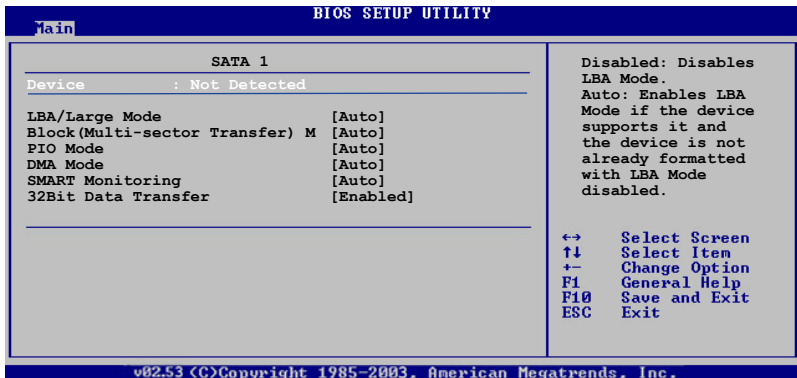 BIOS SETUP UTILITY
Main
SATA 1
Device : Not Detected
LBA/Large Mode [Auto]
Block(Multi-sector Transfer) M [Auto]
PIO Mode [Auto]
DMA Mode [Auto]
SMART Monitoring [Auto]
32Bit Data Transfer [Enabled]
Disabled: Disables
LBA Mode.
Auto: Enables LBA
Mode if the device
supports it and
the device is not
already formatted
with LBA Mode
disabled.
←→ Select Screen
↑↓ Select Item
+- Change Option
F1 General Help
F10 Save and Exit
ESC Exit
v02.53 (C)Copyright 1985-2003, American Megatrends, Inc.